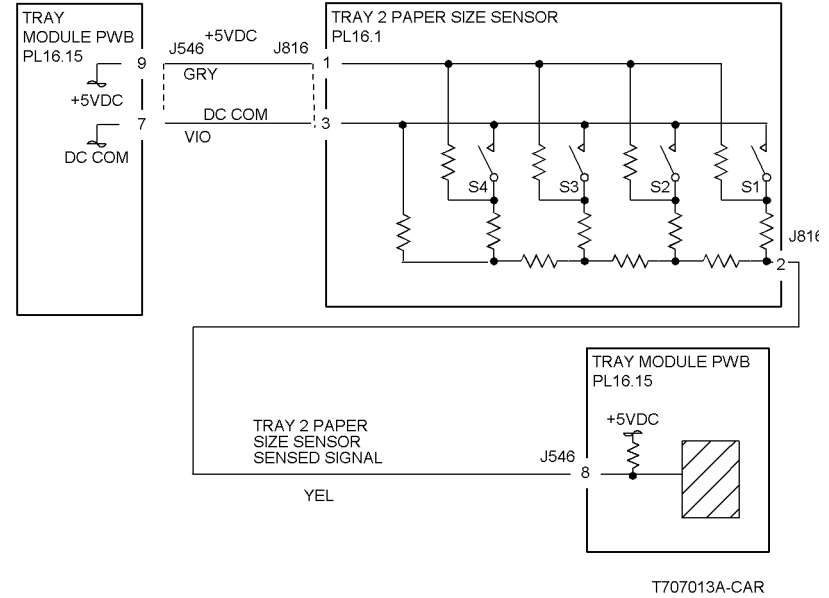 TRAY
MODULE PWB
PL16.15
9
J546
+5VDC
J816
GRY
+5VDC
7
DC COM
VIO
DC COM
TRAY 2 PAPER SIZE SENSOR
PL16.1
1
3
S4
S3
S2
S1
J816
2
TRAY MODULE PWB
PL16.15
+5VDC
TRAY 2 PAPER
SIZE SENSOR
SENSED SIGNAL
J546
8
YEL
T707013A-CAR